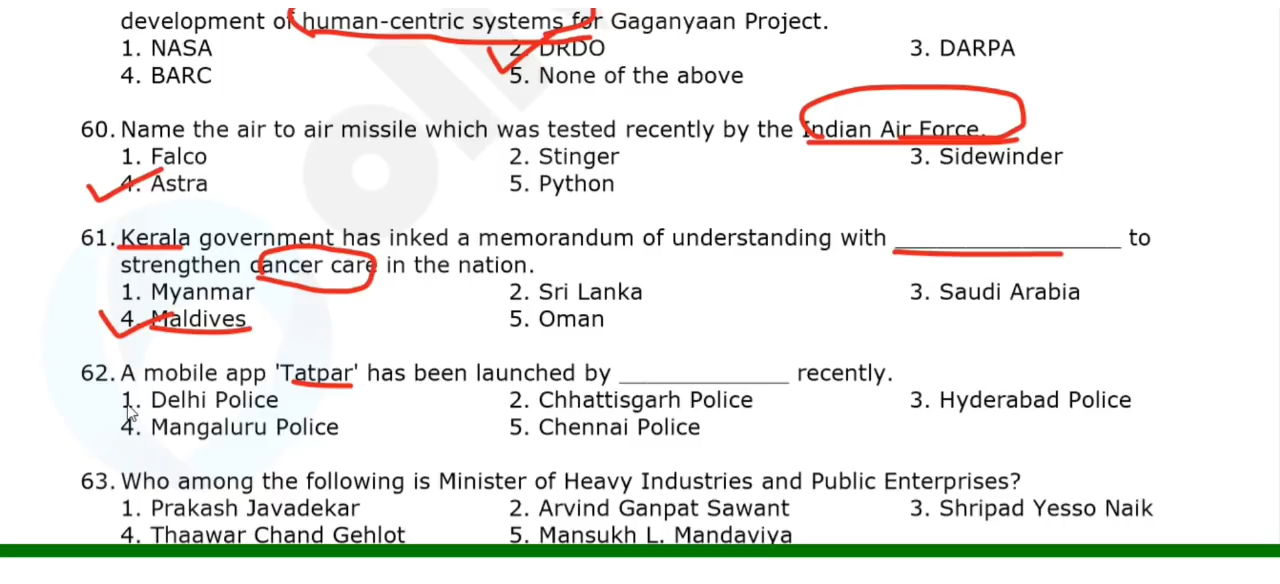 development of human-centric systems for Gaganyaan Project.
1. NASA 2. DRDO 3. DARPA
4. BARC 5. None of the above
60. Name the air to air missile which was tested recently by the Indian Air Force.
1. Falco 2. Stinger 3. Sidewinder
4. Astra 5. Python
61. Kerala government has inked a memorandum of understanding with ____________________ to
strengthen cancer care in the nation.
1. Myanmar 2. Sri Lanka 3. Saudi Arabia
4. Maldives 5. Oman
62. A mobile app 'Tatpar' has been launched by _______________ recently.
1. Delhi Police 2. Chhattisgarh Police 3. Hyderabad Police
4. Mangaluru Police 5. Chennai Police
63. Who among the following is Minister of Heavy Industries and Public Enterprises?
1. Prakash Javadekar 2. Arvind Ganpat Sawant 3. Shripad Yesso Naik
4. Thaawar Chand Gehlot 5. Mansukh L. Mandaviya